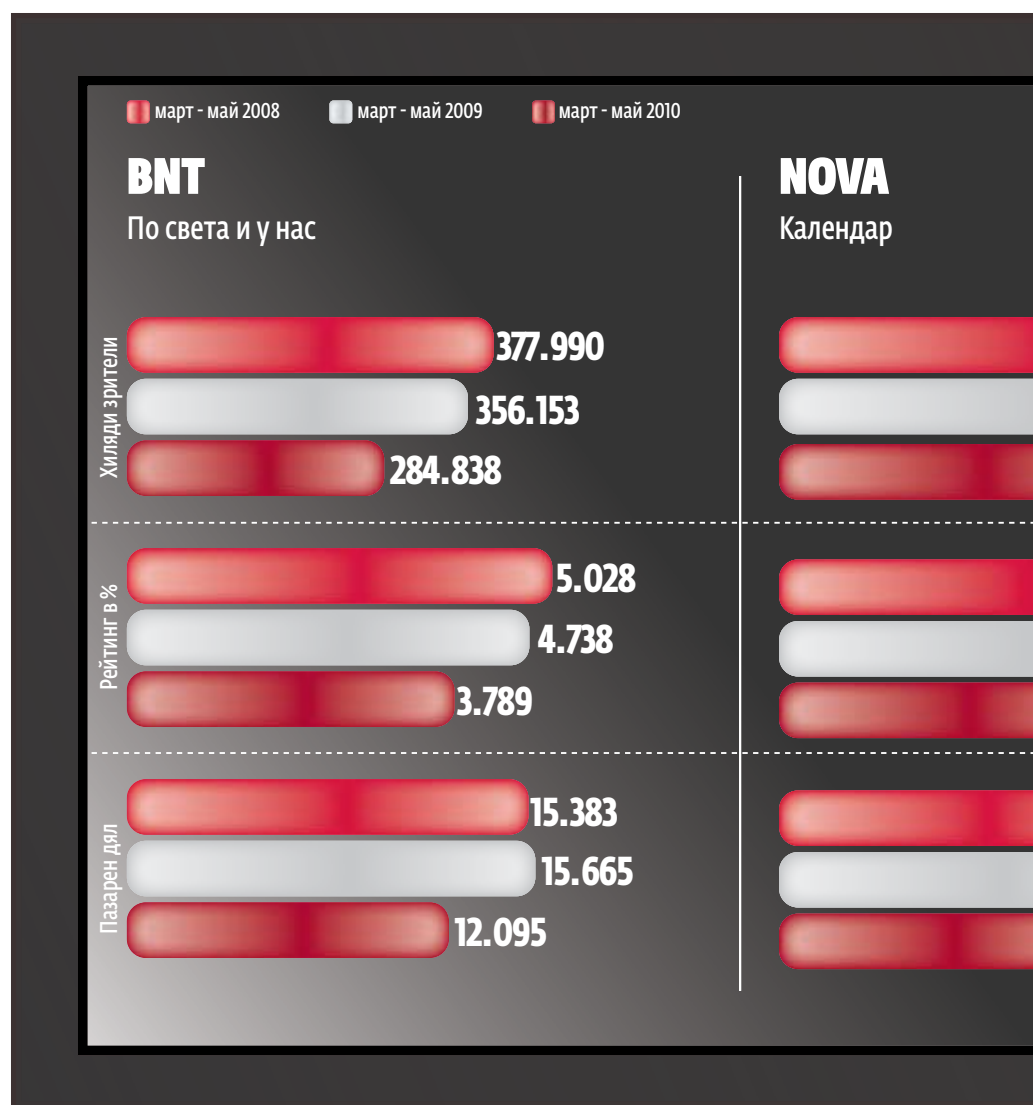 март - май 2008
март - май 2009
март - май 2010
BNT
По света и у нас
Хиляди зрители
377.990
356.153
284.838
Рейтинг в %
5.028
4.738
3.789
Пазарен дял
15.383
15.665
12.095
NOVA
Календар